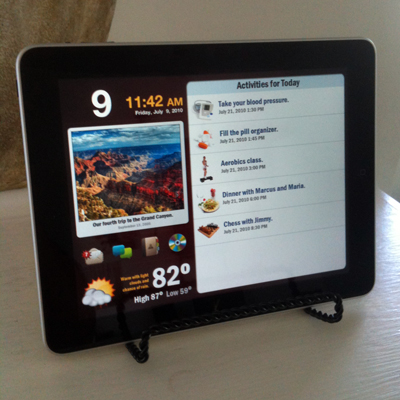 9
11:42 AM
Friday, July 9, 2010
Our fourth trip to the Grand Canyon.
Warm with light
clouds and
chances of rain.
82°
High 87° Low 59°
Activities for Today
Take your blood pressure.
July 21, 2010 1:30 PM
Fill the pill organizer.
July 21, 2010 1:45 PM
Aerobics class.
July 21, 2010 3:00 PM
Dinner with Marcus and Maria.
July 21, 2010 6:00 PM
Chess with Jimmy.
July 21, 2010 8:30 PM